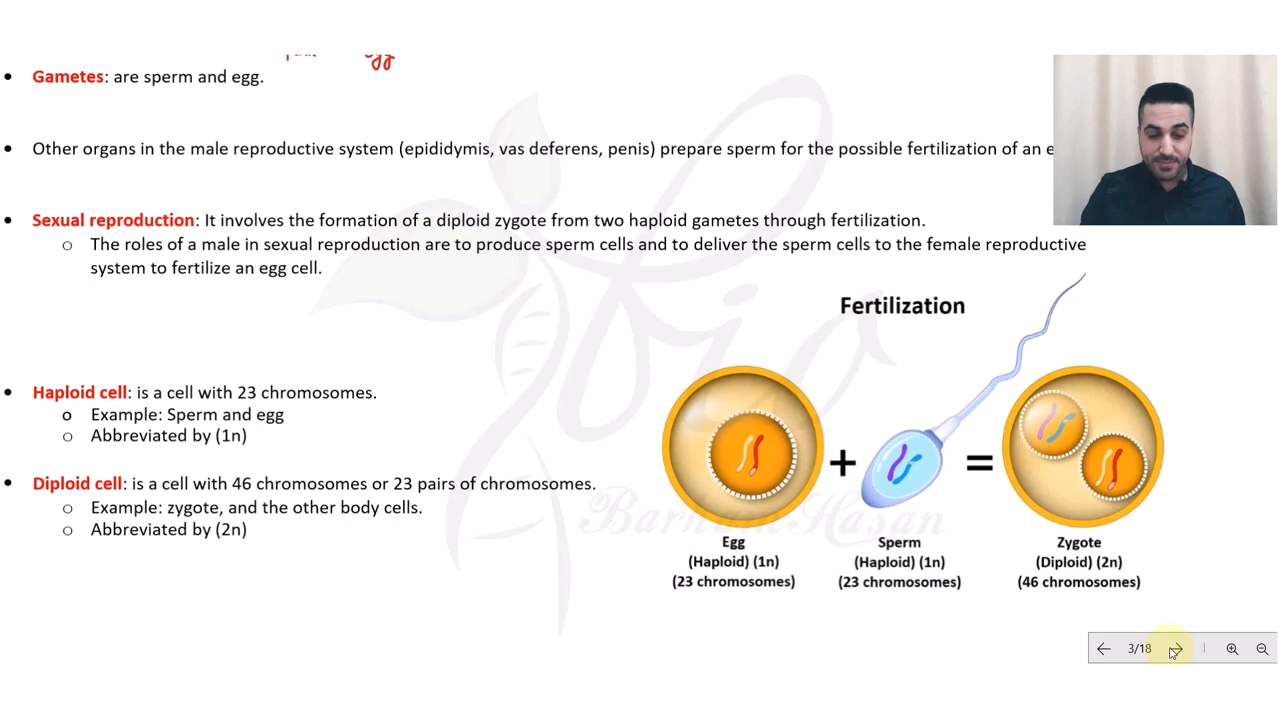 egg
• Gametes: are sperm and egg.
• Other organs in the male reproductive system (epididymis, vas deferens, penis) prepare sperm for the possible fertilization of an
• Sexual reproduction: It involves the formation of a diploid zygote from two haploid gametes through fertilization.
o The roles of a male in sexual reproduction are to produce sperm cells and to deliver the sperm cells to the female reproductive
system to fertilize an egg cell.
Fertilization
• Haploid cell: is a cell with 23 chromosomes.
o Example: Sperm and egg
o Abbreviated by (1n)
• Diploid cell: is a cell with 46 chromosomes or 23 pairs of chromosomes.
o Example: zygote, and the other body cells.
o Abbreviated by (2n)
+ =
Egg
(Haploid) (1n)
(23 chromosomes)
Sperm
(Haploid) (1n)
(23 chromosomes)
Zygote
(Diploid) (2n)
(46 chromosomes)
bio
Barham Hasan
3/18